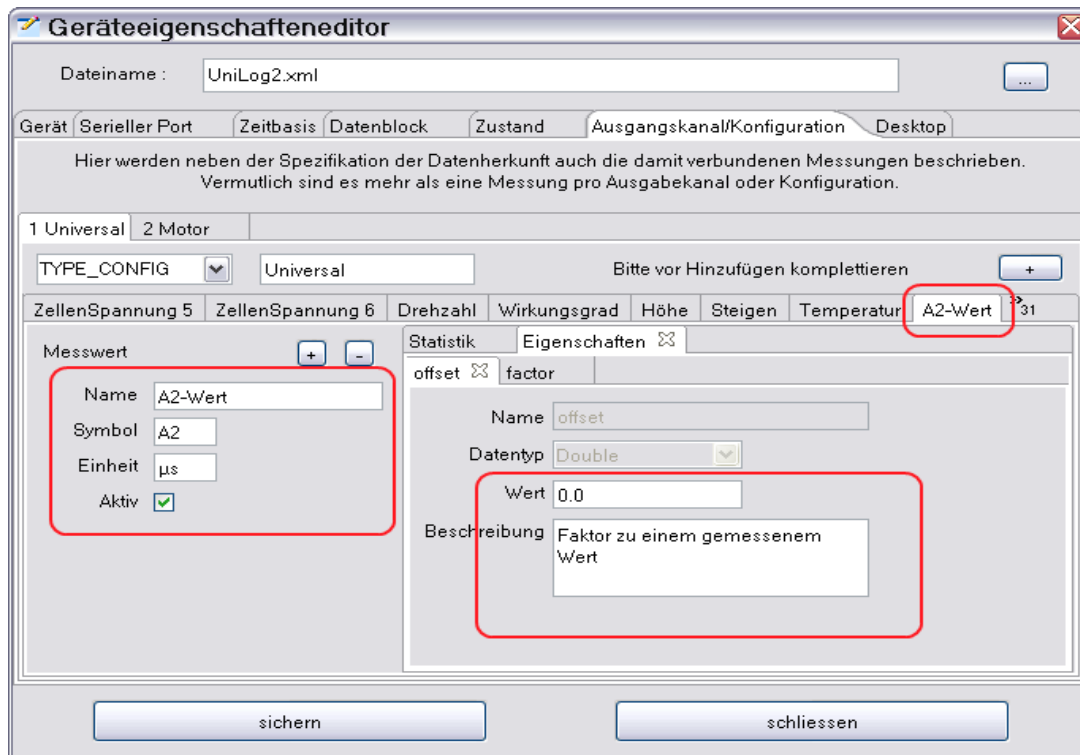 Geräteeigenschafteneditor
Dateiname : UniLog2.xml ...
Gerät Serieller Port Zeitbasis Datenblock Zustand Ausgangskanal/Konfiguration Desktop
Hier werden neben der Spezifikation der Datenherkunft auch die damit verbundenen Messungen beschrieben.
Vermutlich sind es mehr als eine Messung pro Ausgabekanal oder Konfiguration.
1 Universal 2 Motor
TYPE_CONFIG Universal Bitte vor Hinzufügen komplettieren +
ZellenSpannung 5 ZellenSpannung 6 Drehzahl Wirkungsgrad Höhe Steigen Temperatur A2-Wert »31
Messwert + -
Name A2-Wert
Symbol A2
Einheit µs
Aktiv
Statistik Eigenschaften
offset factor
Name offset
Datentyp Double
Wert 0.0
Beschreibung Faktor zu einem gemessenem
Wert
sichern schliessen